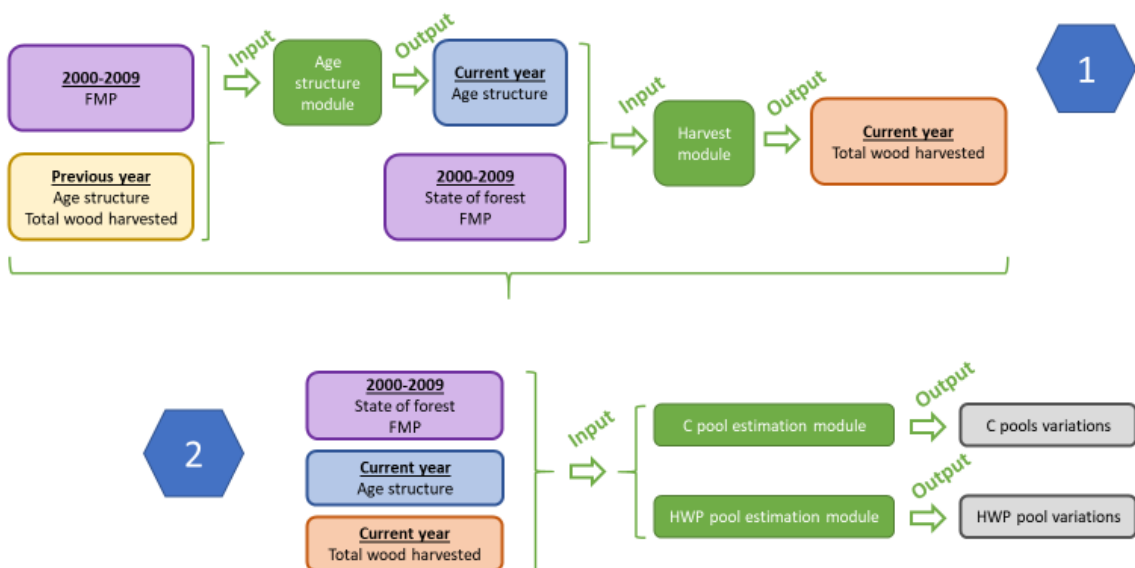 2000-2009
FMP
Previous year
Age structure
Total wood harvested
Input
Age
structure
module
Output
Current year
Age structure
2000-2009
State of forest
FMP
Input
Harvest
module
Output
Current year
Total wood harvested
1
2
2000-2009
State of forest
FMP
Current year
Age structure
Current year
Total wood harvested
Input
C pool estimation module
Output
C pools variations
HWP pool estimation module
Output
HWP pool variations